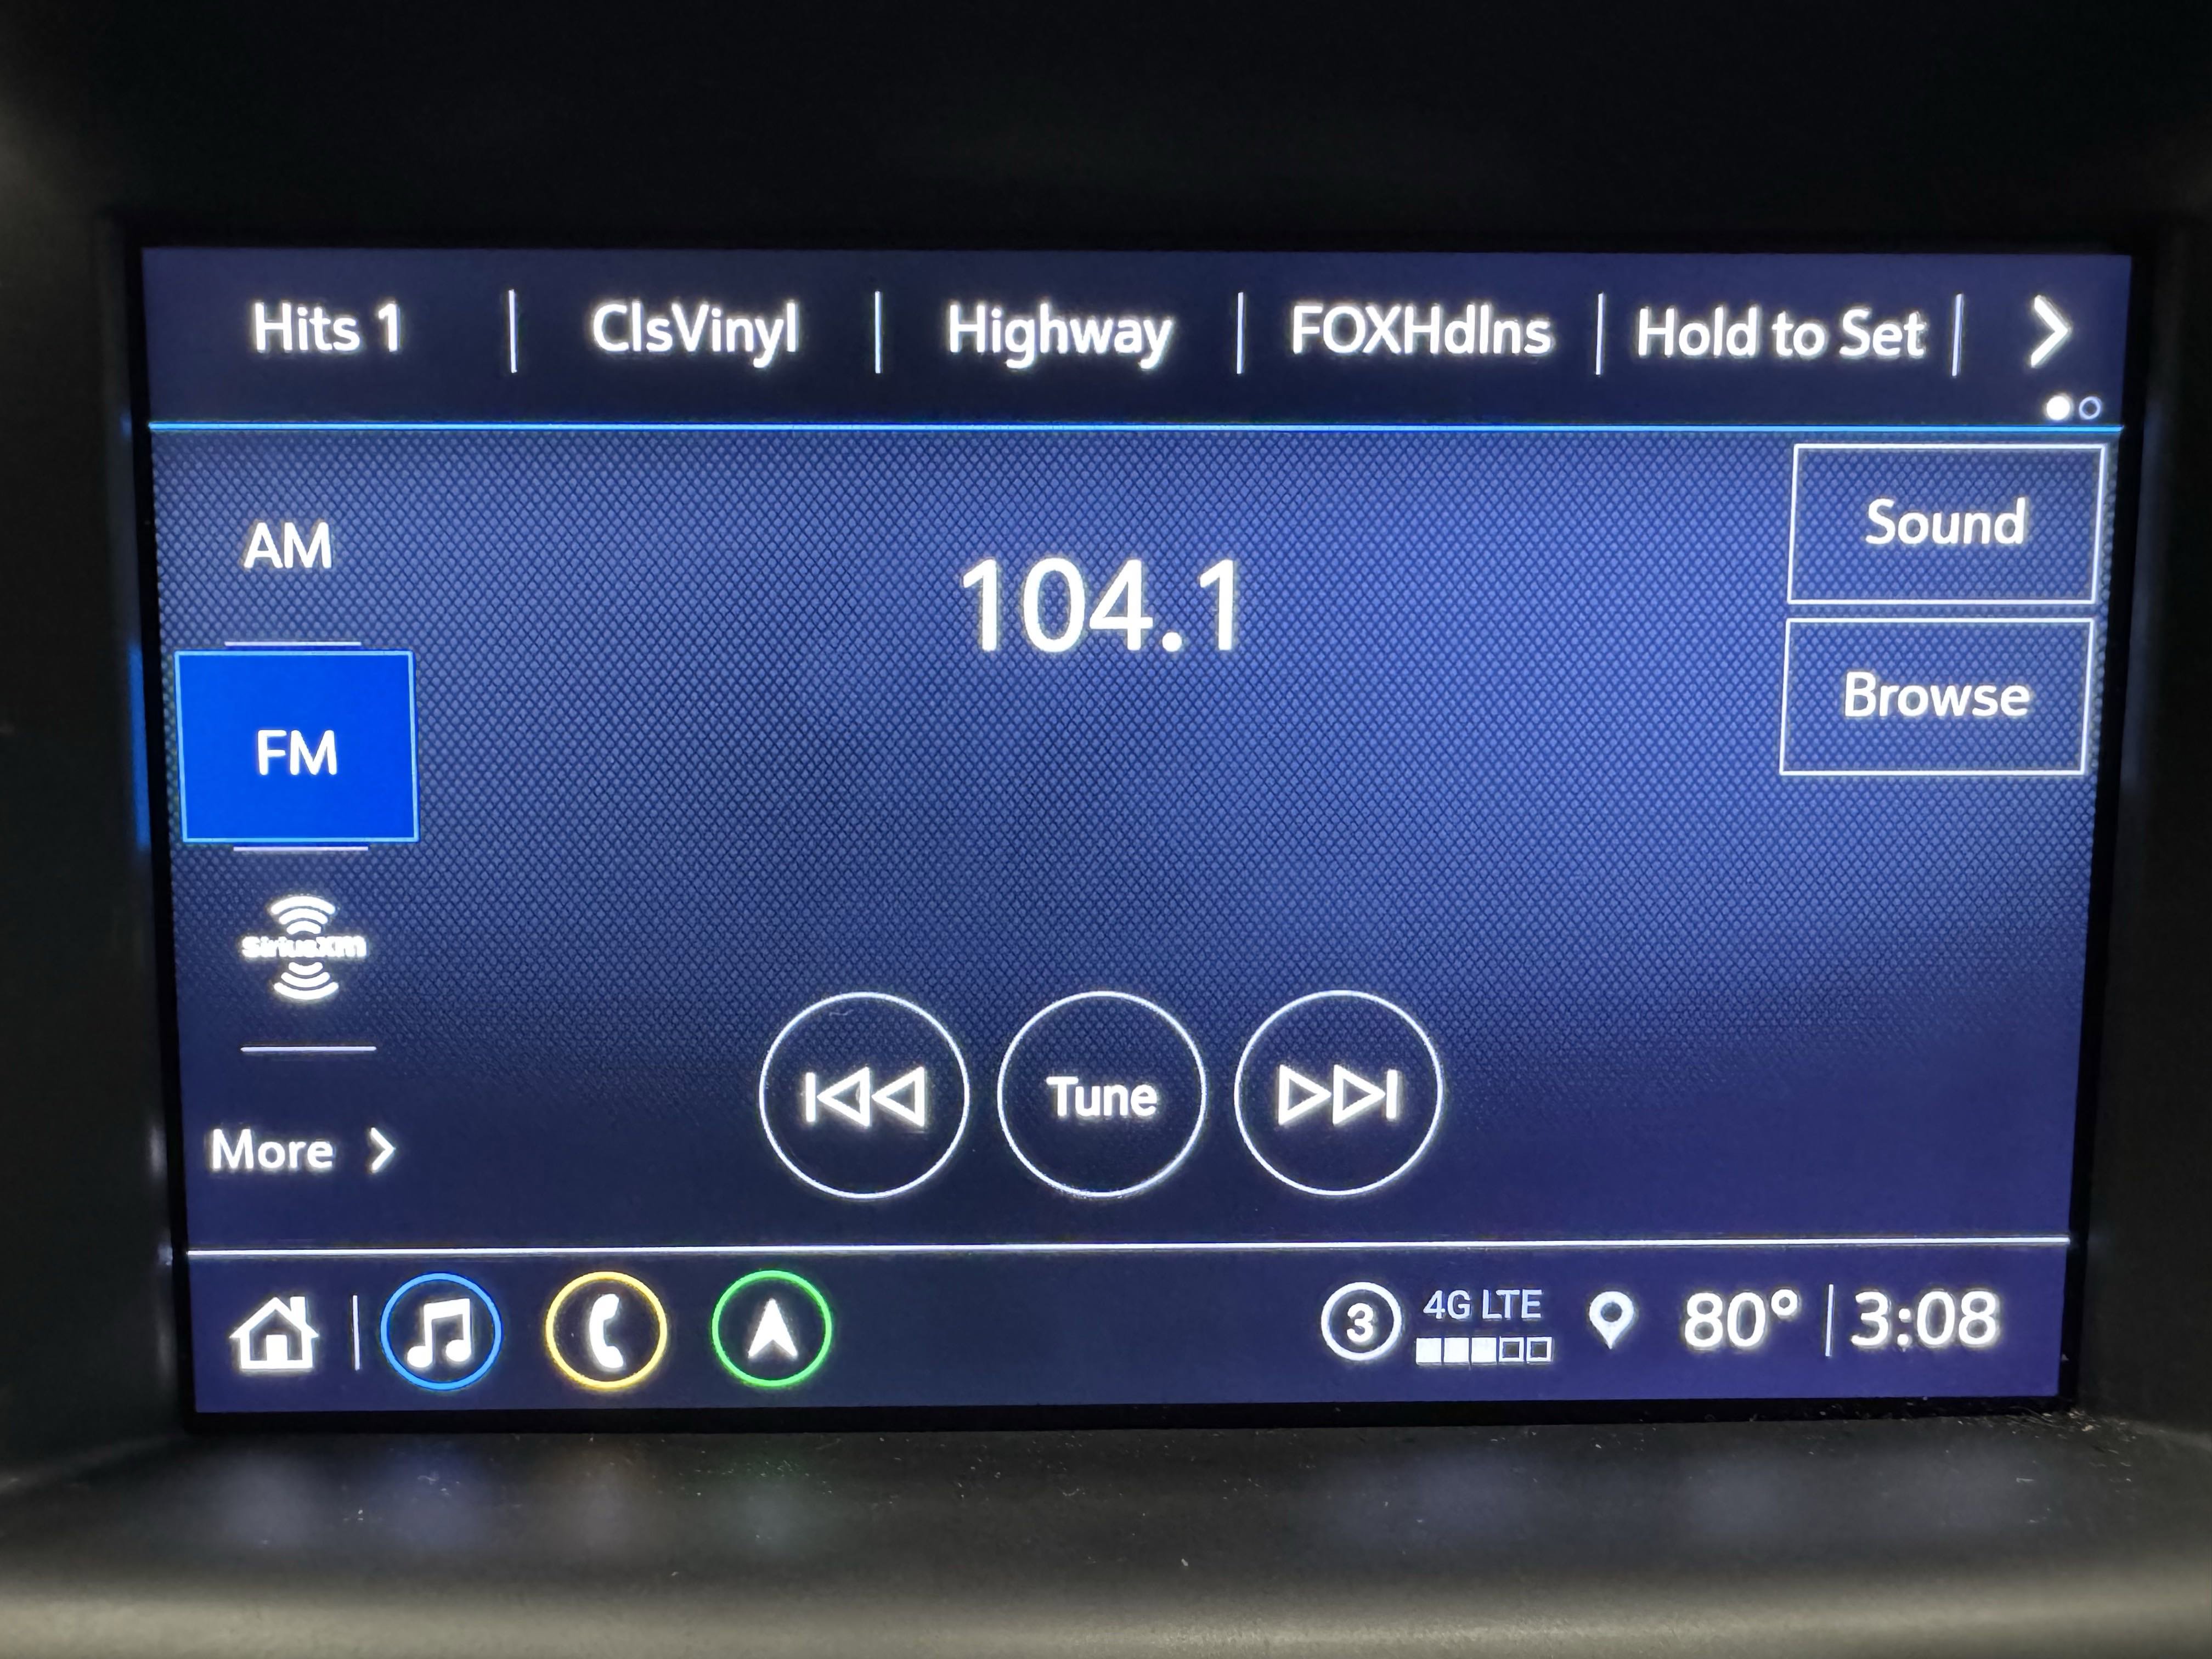 Hits 1 ClsVinyl Highway FOXHdlns Hold to Set
AM
104.1
Sound
FM
Browse
SiriusXM
Tune
More
3 4G LTE 80° 3:08